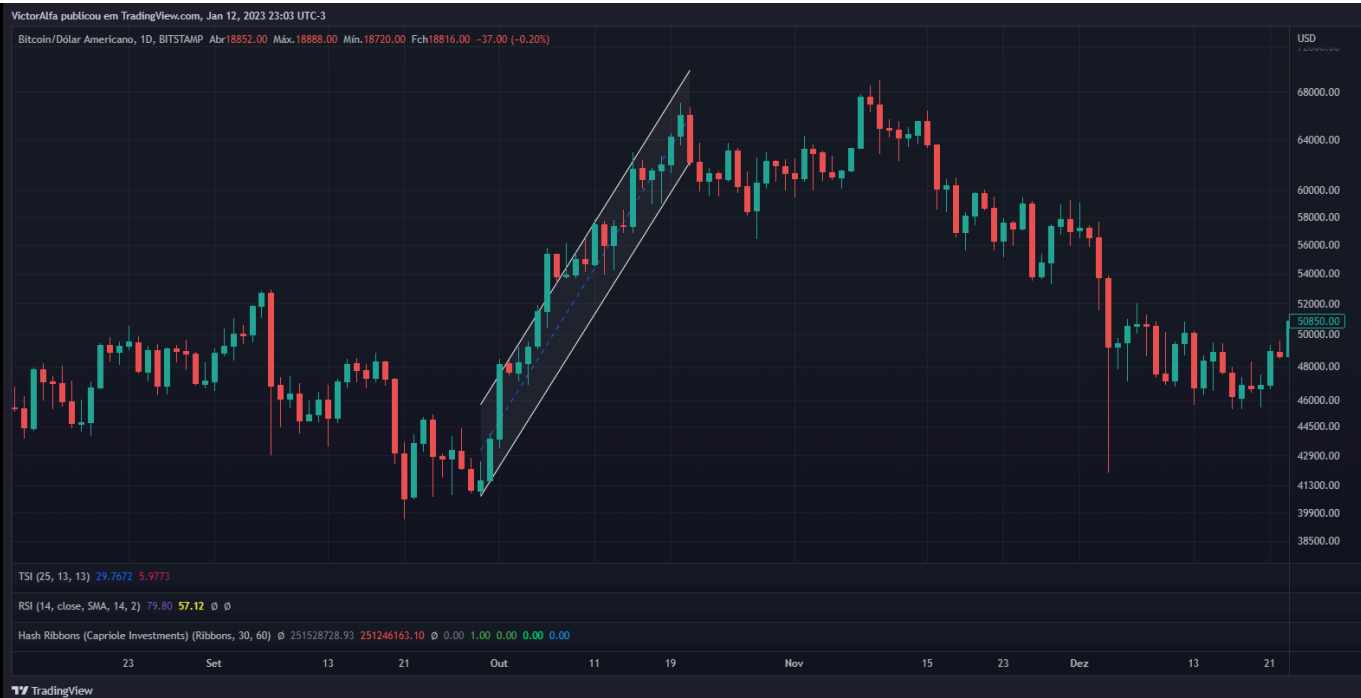 VictorAlfa publicou em TradingView.com, Jan 12, 2023 23:03 UTC-3
Bitcoin/Dólar Americano, 1D, BITSTAMP Abr18852.00 Máx.18888.00 Mín.18720.00 Fch18816.00 −37.00 (−0.20%)
USD
72000.00
68000.00
64000.00
60000.00
58000.00
56000.00
54000.00
52000.00
50850.00
50000.00
48000.00
46000.00
44500.00
42900.00
41300.00
39900.00
38500.00
TSI (25, 13, 13) 29.7672 5.9773
RSI (14, close, SMA, 14, 2) 79.80 57.12 Ø Ø
Hash Ribbons (Capriole Investments) (Ribbons, 30, 60) Ø 251528728.93 251246163.10 Ø 0.00 1.00 0.00 0.00 0.00
23 Set 13 21 Out 11 19 Nov 15 23 Dez 13 21
TradingView